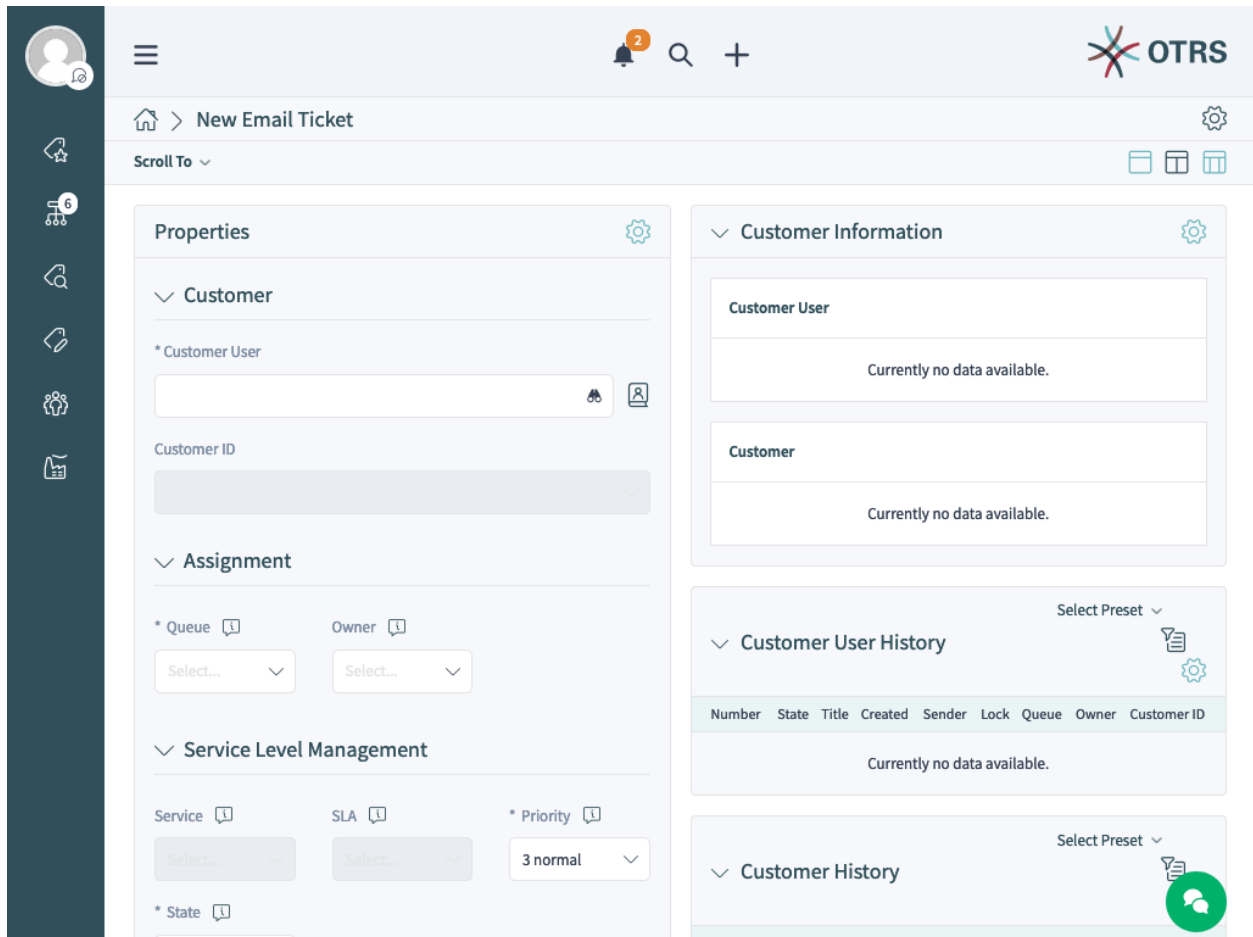 2
OTRS
New Email Ticket
Scroll To
6
Properties
Customer
* Customer User
Customer ID
Assignment
* Queue Owner
Select... Select...
Service Level Management
Service SLA * Priority
Select... Select... 3 normal
* State
Customer Information
Customer User
Currently no data available.
Customer
Currently no data available.
Select Preset
Customer User History
Number State Title Created Sender Lock Queue Owner Customer ID
Currently no data available.
Select Preset
Customer History